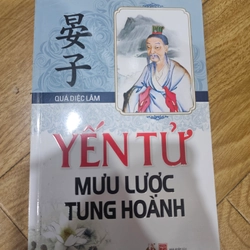 晏子
QUÁ DIỆC LÂM
YẾN TỬ
MƯU LƯỢC
TUNG HOÀNH